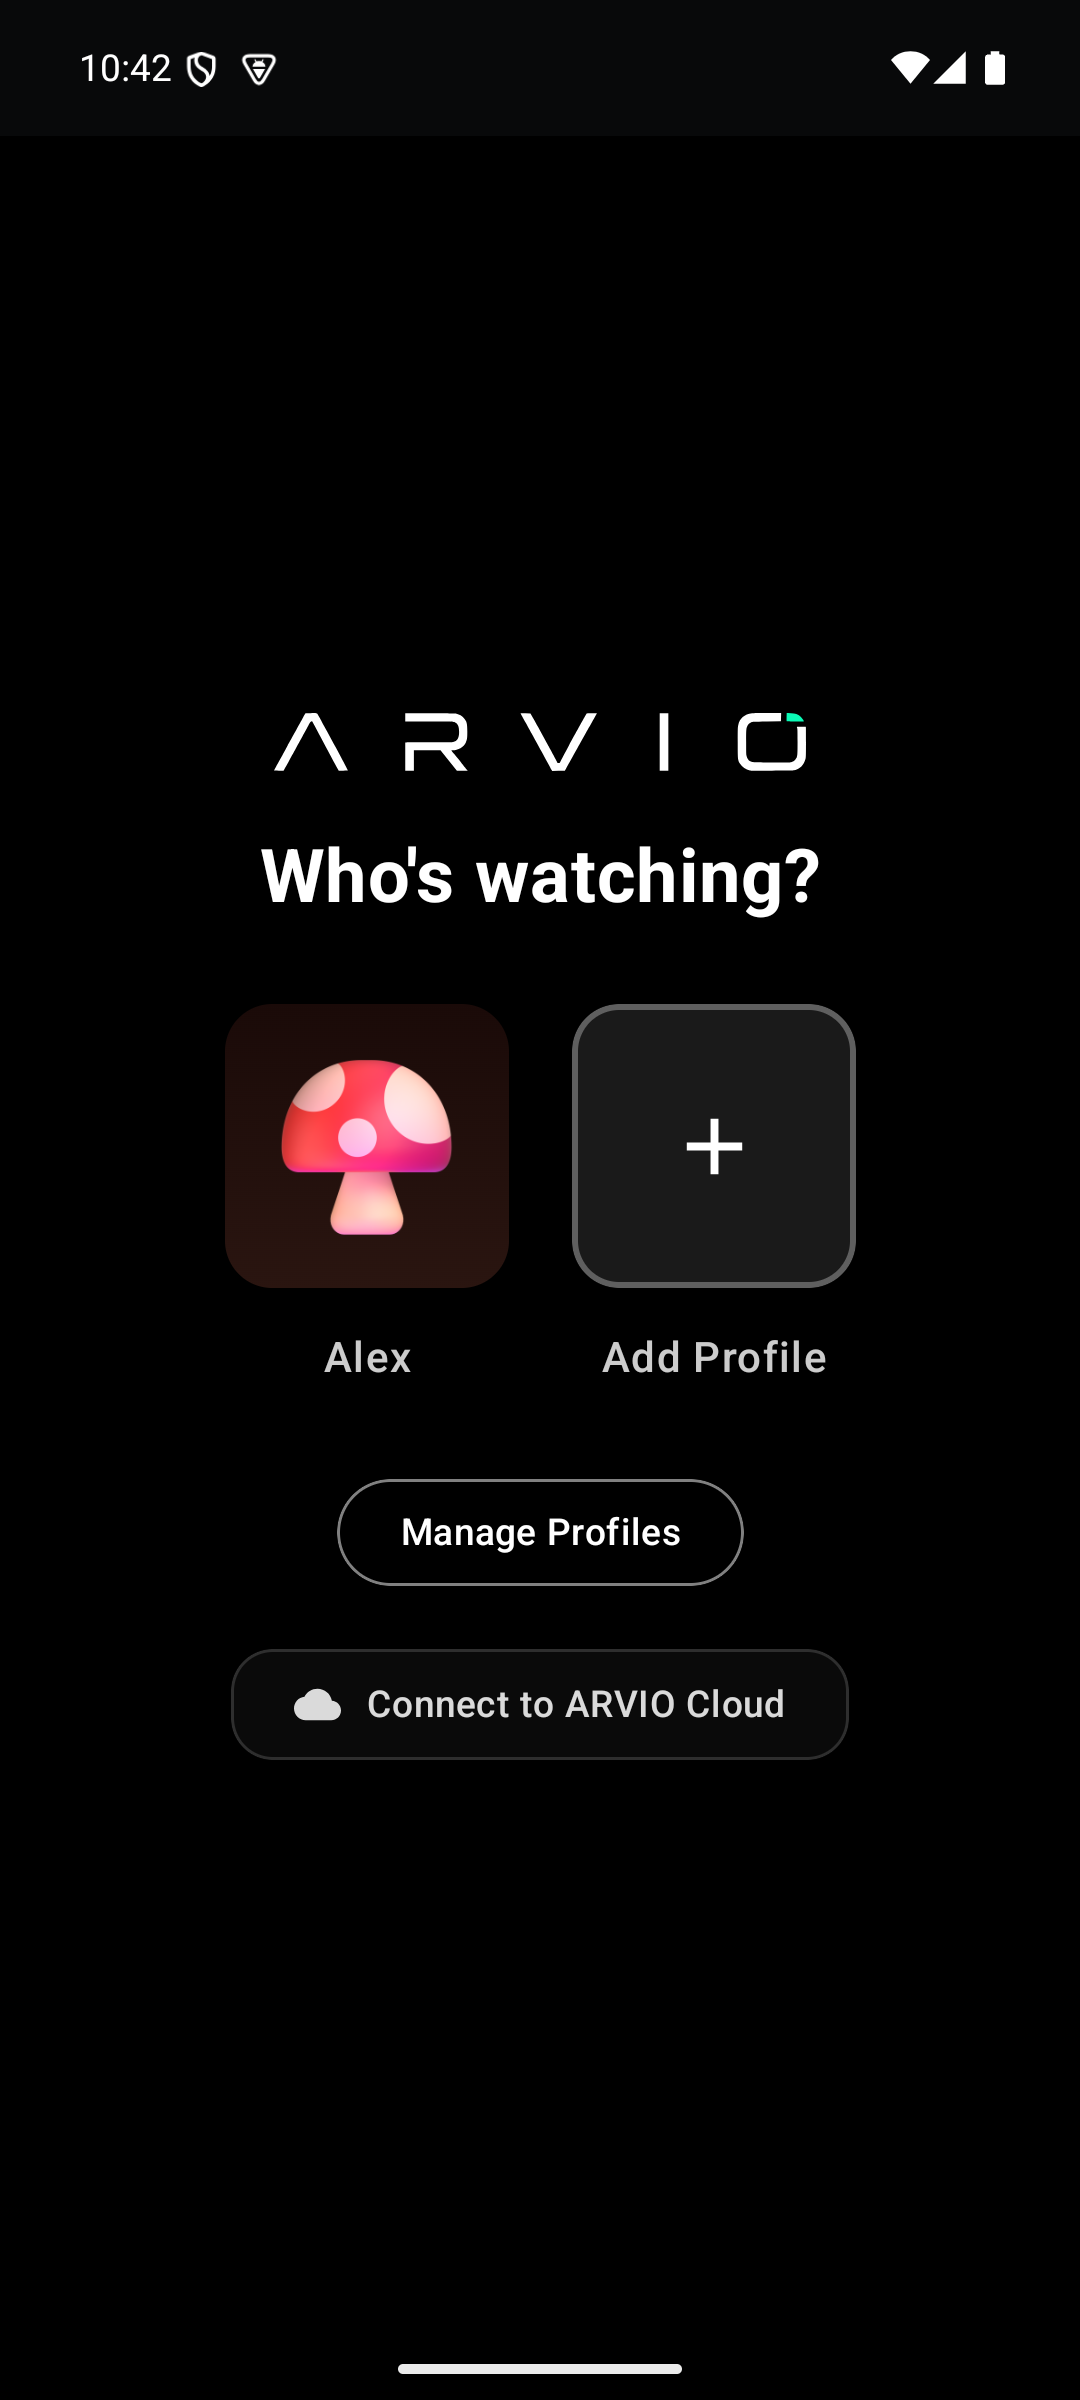 10:42
ARVIO
Who's watching?
Alex
Add Profile
Manage Profiles
Connect to ARVIO Cloud